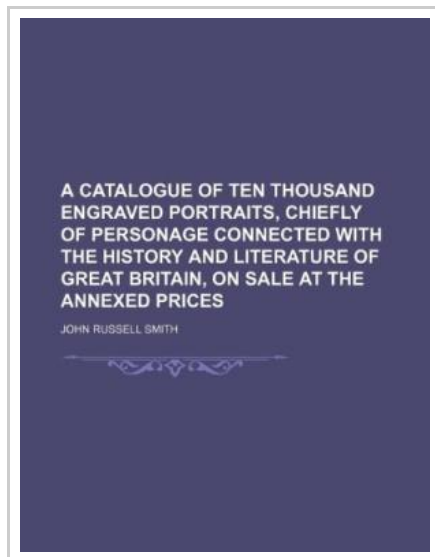 A CATALOGUE OF TEN THOUSAND
ENGRAVED PORTRAITS, CHIEFLY
OF PERSONAGE CONNECTED WITH
THE HISTORY AND LITERATURE OF
GREAT BRITAIN, ON SALE AT THE
ANNEXED PRICES
JOHN RUSSELL SMITH